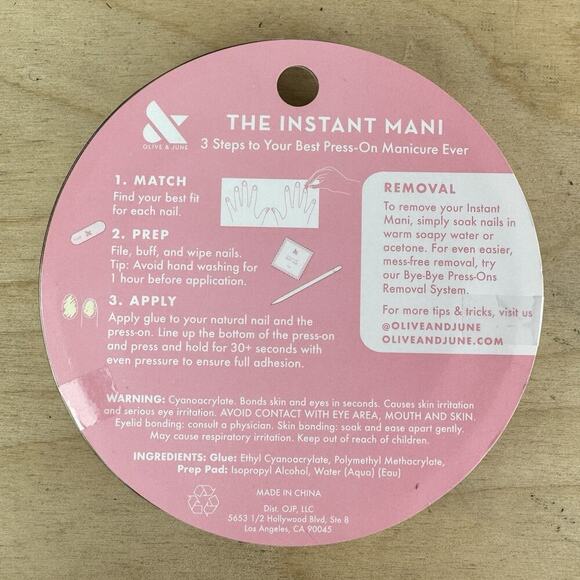 THE INSTANT MANI
OLIVE & JUNE
3 Steps to Your Best Press-On Manicure Ever
1. MATCH
Find your best fit
for each nail.
2. PREP
File, buff, and wipe nails.
Tip: Avoid hand washing for
1 hour before application.
3. APPLY
Apply glue to your natural nail and the
press-on. Line up the bottom of the press-on
and press and hold for 30+ seconds with
even pressure to ensure full adhesion.
REMOVAL
To remove your Instant
Mani, simply soak nails in
warm soapy water or
acetone. For even easier,
mess-free removal, try
our Bye-Bye Press-Ons
Removal System.
For more tips & tricks, visit us
@OLIVEANDJUNE
OLIVEANDJUNE.COM
WARNING: Cyanoacrylate. Bonds skin and eyes in seconds. Causes skin irritation
and serious eye irritation. AVOID CONTACT WITH EYE AREA, MOUTH AND SKIN.
Eyelid bonding: consult a physician. Skin bonding: soak and ease apart gently.
May cause respiratory irritation. Keep out of reach of children.
INGREDIENTS: Glue: Ethyl Cyanoacrylate, Polymethyl Methacrylate,
Prep Pad: Isopropyl Alcohol, Water (Aqua) (Eau)
MADE IN CHINA
Dist. OJP, LLC
5653 1/2 Hollywood Blvd, Ste 8
Los Angeles, CA 90045